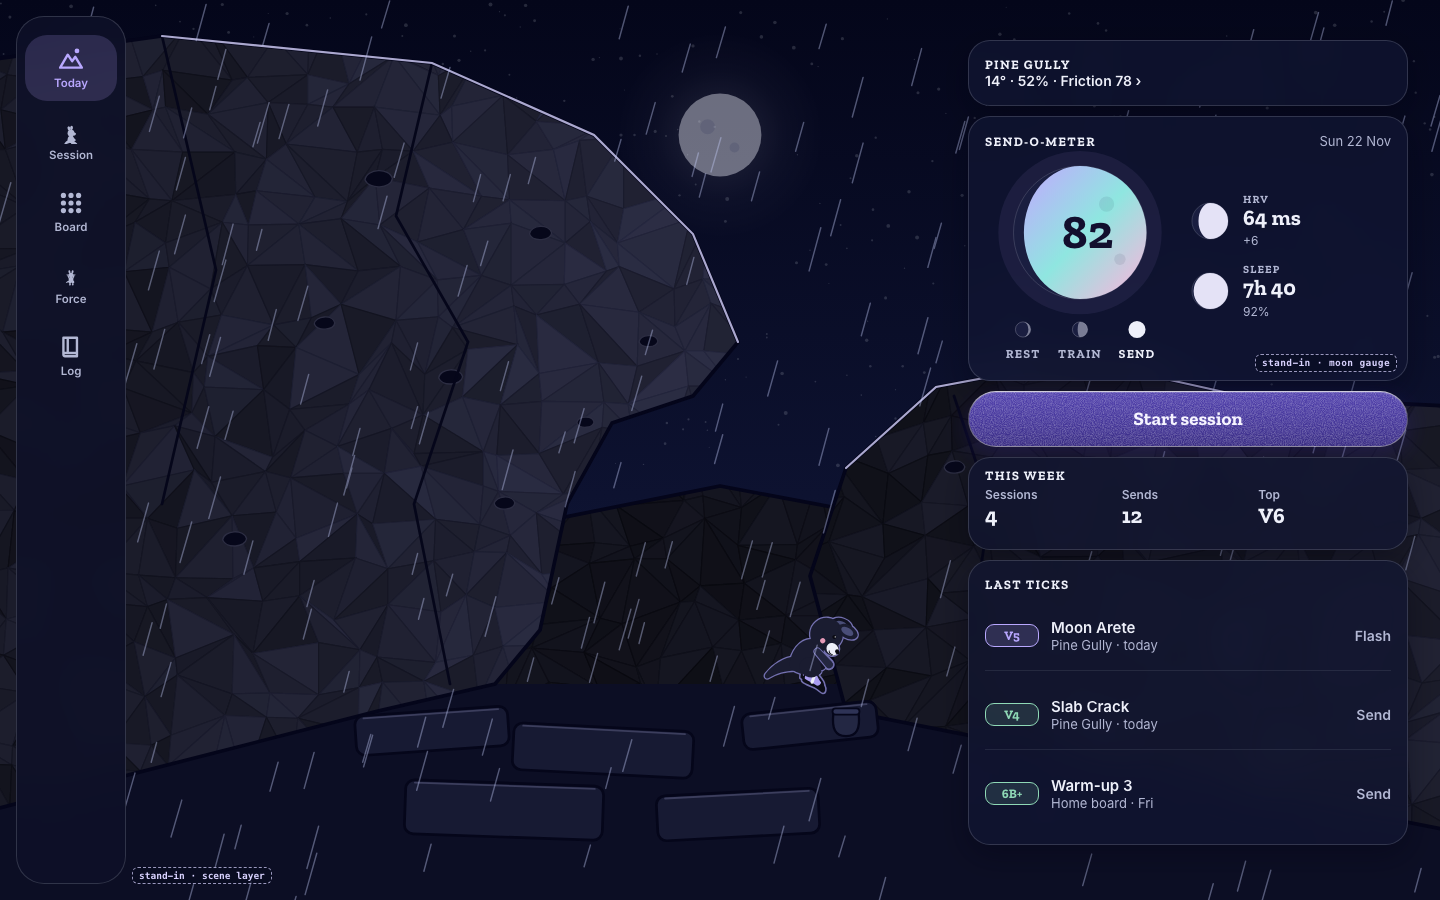 Today
Session
Board
Force
Log
stand-in · scene layer
PINE GULLY
14° · 52% · Friction 78 ›
SEND-O-METER
Sun 22 Nov
82
HRV
64 ms
+6
SLEEP
7h 40
92%
REST TRAIN SEND
stand-in · moon gauge
Start session
THIS WEEK
Sessions Sends Top
4 12 V6
LAST TICKS
V5 Moon Arete Flash
Pine Gully · today
V4 Slab Crack Send
Pine Gully · today
6B+ Warm-up 3 Send
Home board · Fri